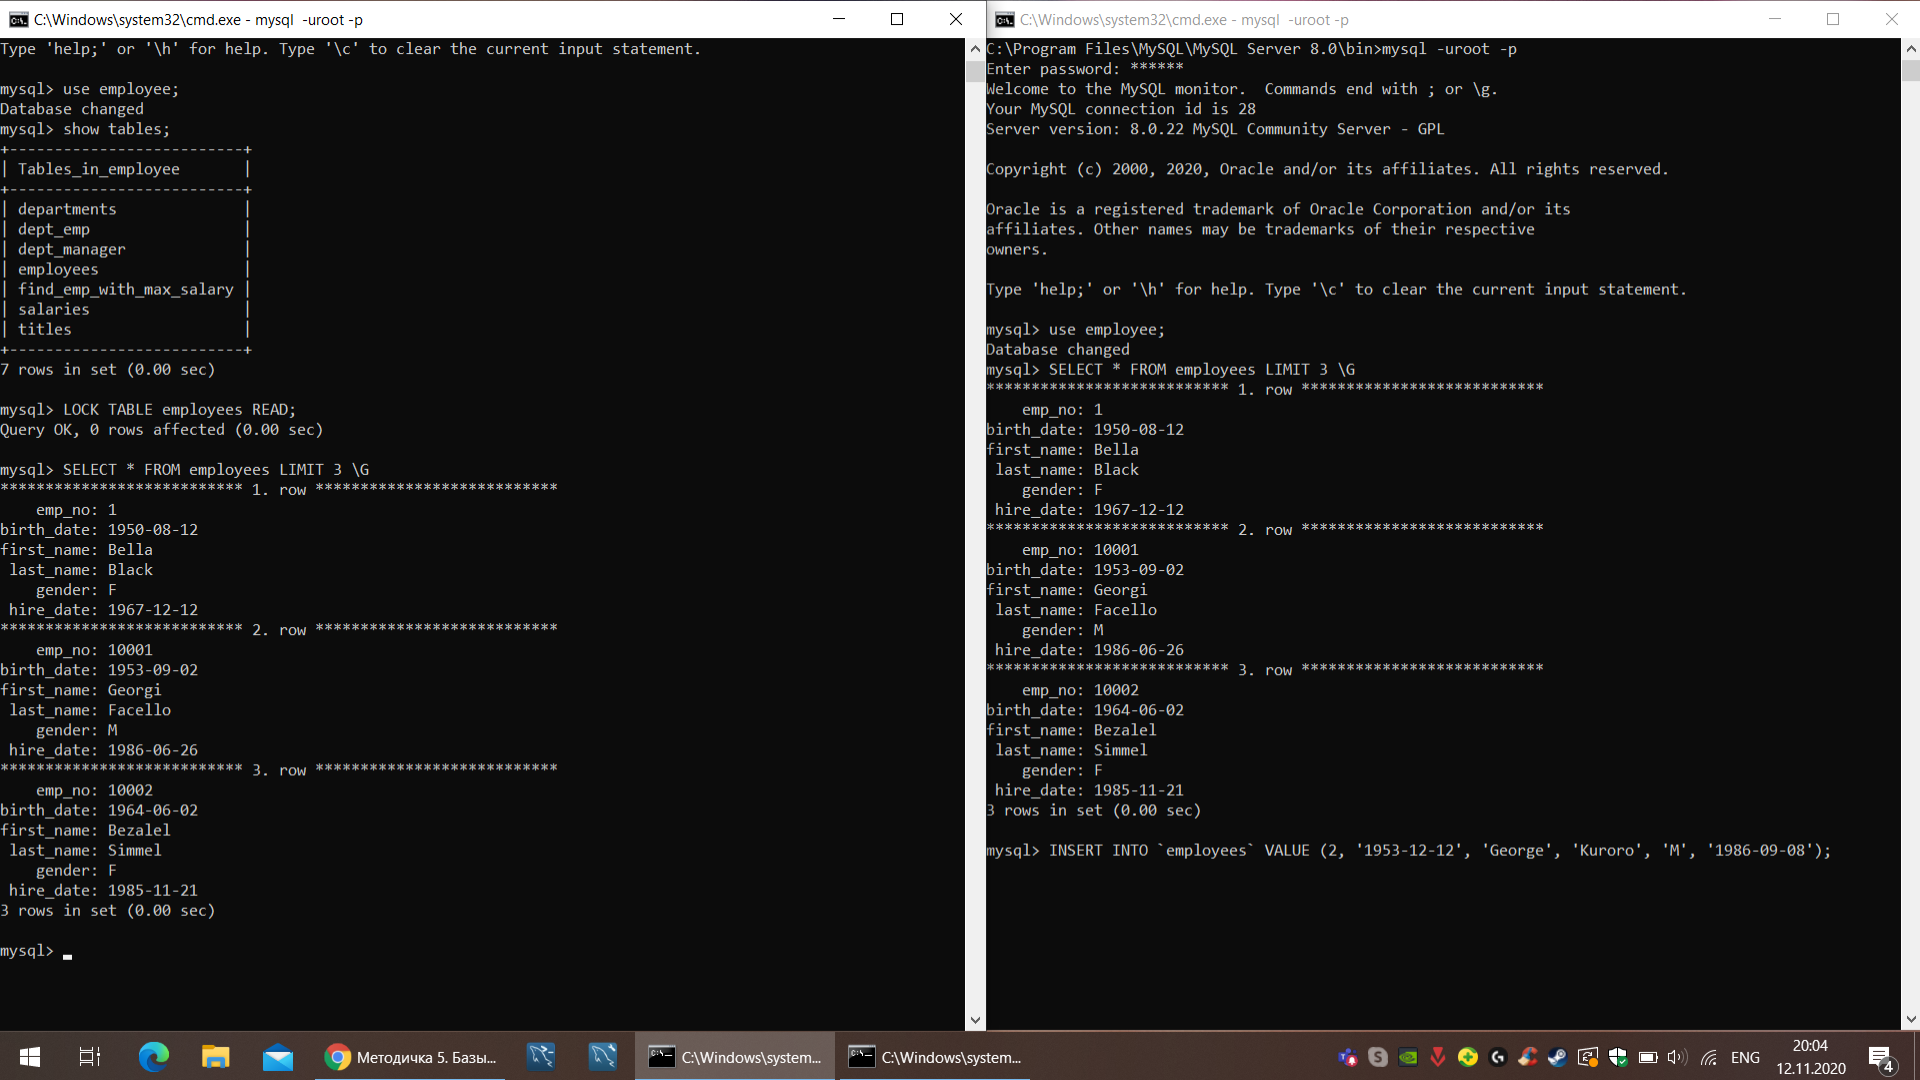 C:\Windows\system32\cmd.exe - mysql  -uroot -p
Type 'help;' or '\h' for help. Type '\c' to clear the current input statement.
mysql> use employee;
Database changed
mysql> show tables;
+--------------------------+
| Tables_in_employee       |
+--------------------------+
| departments              |
| dept_emp                 |
| dept_manager             |
| employees                |
| find_emp_with_max_salary |
| salaries                 |
| titles                   |
+--------------------------+
7 rows in set (0.00 sec)
mysql> LOCK TABLE employees READ;
Query OK, 0 rows affected (0.00 sec)
mysql> SELECT * FROM employees LIMIT 3 \G
*************************** 1. row ***************************
    emp_no: 1
birth_date: 1950-08-12
first_name: Bella
 last_name: Black
    gender: F
 hire_date: 1967-12-12
*************************** 2. row ***************************
    emp_no: 10001
birth_date: 1953-09-02
first_name: Georgi
 last_name: Facello
    gender: M
 hire_date: 1986-06-26
*************************** 3. row ***************************
    emp_no: 10002
birth_date: 1964-06-02
first_name: Bezalel
 last_name: Simmel
    gender: F
 hire_date: 1985-11-21
3 rows in set (0.00 sec)
mysql>
C:\Windows\system32\cmd.exe - mysql  -uroot -p
C:\Program Files\MySQL\MySQL Server 8.0\bin>mysql -uroot -p
Enter password: ******
Welcome to the MySQL monitor.  Commands end with ; or \g.
Your MySQL connection id is 28
Server version: 8.0.22 MySQL Community Server - GPL
Copyright (c) 2000, 2020, Oracle and/or its affiliates. All rights reserved.
Oracle is a registered trademark of Oracle Corporation and/or its
affiliates. Other names may be trademarks of their respective
owners.
Type 'help;' or '\h' for help. Type '\c' to clear the current input statement.
mysql> use employee;
Database changed
mysql> SELECT * FROM employees LIMIT 3 \G
*************************** 1. row ***************************
    emp_no: 1
birth_date: 1950-08-12
first_name: Bella
 last_name: Black
    gender: F
 hire_date: 1967-12-12
*************************** 2. row ***************************
    emp_no: 10001
birth_date: 1953-09-02
first_name: Georgi
 last_name: Facello
    gender: M
 hire_date: 1986-06-26
*************************** 3. row ***************************
    emp_no: 10002
birth_date: 1964-06-02
first_name: Bezalel
 last_name: Simmel
    gender: F
 hire_date: 1985-11-21
3 rows in set (0.00 sec)
mysql> INSERT INTO `employees` VALUE (2, '1953-12-12', 'George', 'Kuroro', 'M', '1986-09-08');
Методичка 5. Базы...
C:\Windows\system...
C:\Windows\system...
ENG
20:04
12.11.2020
4